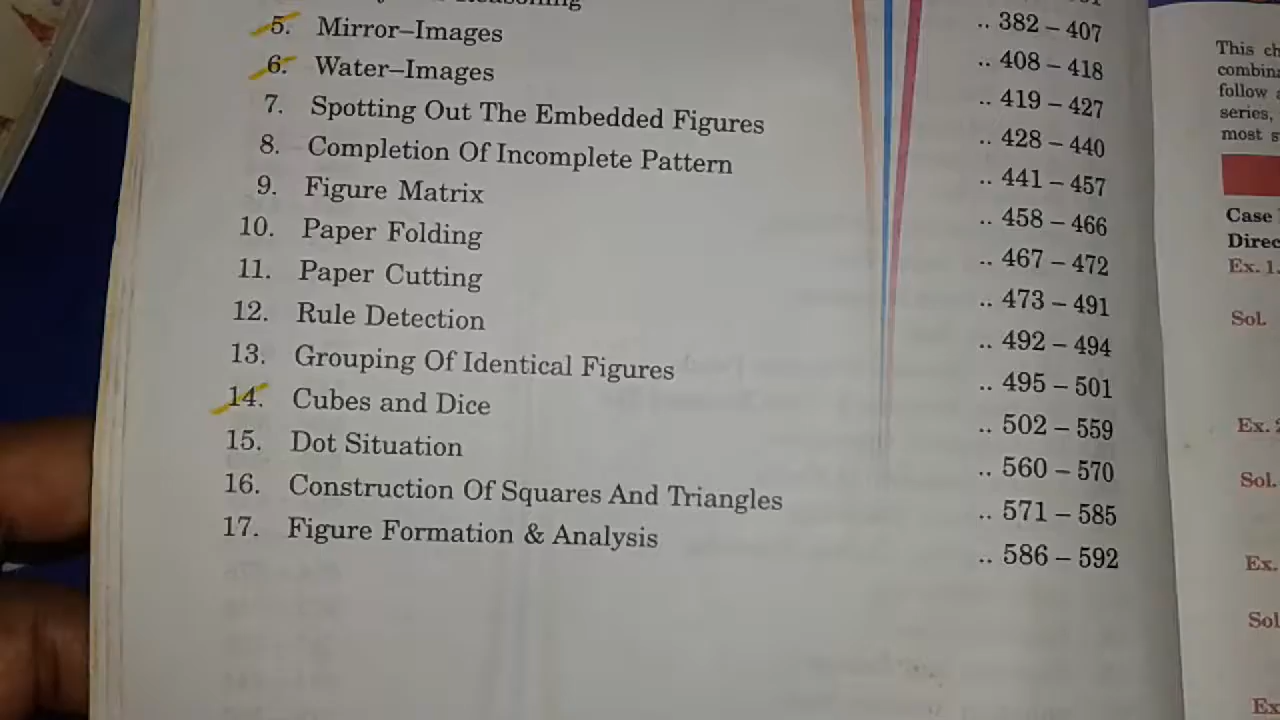 Reasoning .. 382 – 407
5. Mirror–Images .. 408 – 418
6. Water–Images .. 419 – 427
7. Spotting Out The Embedded Figures .. 428 – 440
8. Completion Of Incomplete Pattern .. 441 – 457
9. Figure Matrix .. 458 – 466
10. Paper Folding .. 467 – 472
11. Paper Cutting .. 473 – 491
12. Rule Detection .. 492 – 494
13. Grouping Of Identical Figures .. 495 – 501
14. Cubes and Dice .. 502 – 559
15. Dot Situation .. 560 – 570
16. Construction Of Squares And Triangles .. 571 – 585
17. Figure Formation & Analysis .. 586 – 592
This
follow
series,
most
Case
Ex. 1.
Sol.
Ex.
Sol.
Ex.
Sol
Ex